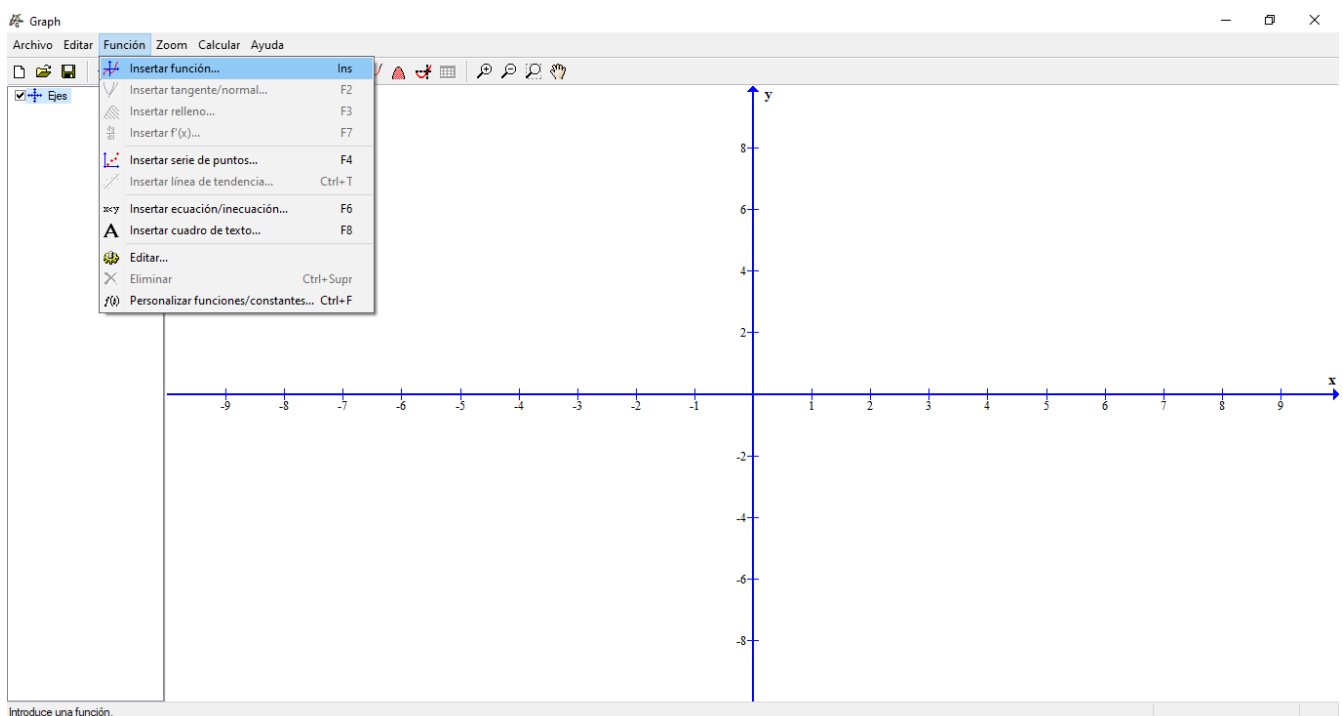 Graph
Archivo Editar Función Zoom Calcular Ayuda
Insertar función... Ins
Insertar tangente/normal... F2
Insertar relleno... F3
Insertar f'(x)... F7
Insertar serie de puntos... F4
Insertar línea de tendencia... Ctrl+T
x<y Insertar ecuación/inecuación... F6
A Insertar cuadro de texto... F8
Editar...
Eliminar Ctrl+Supr
Personalizar funciones/constantes... Ctrl+F
Ejes
y
8
6
4
2
x
-9 -8 -7 -6 -5 -4 -3 -2 -1 1 2 3 4 5 6 7 8 9
-2
-4
-6
-8
Introduce una función.